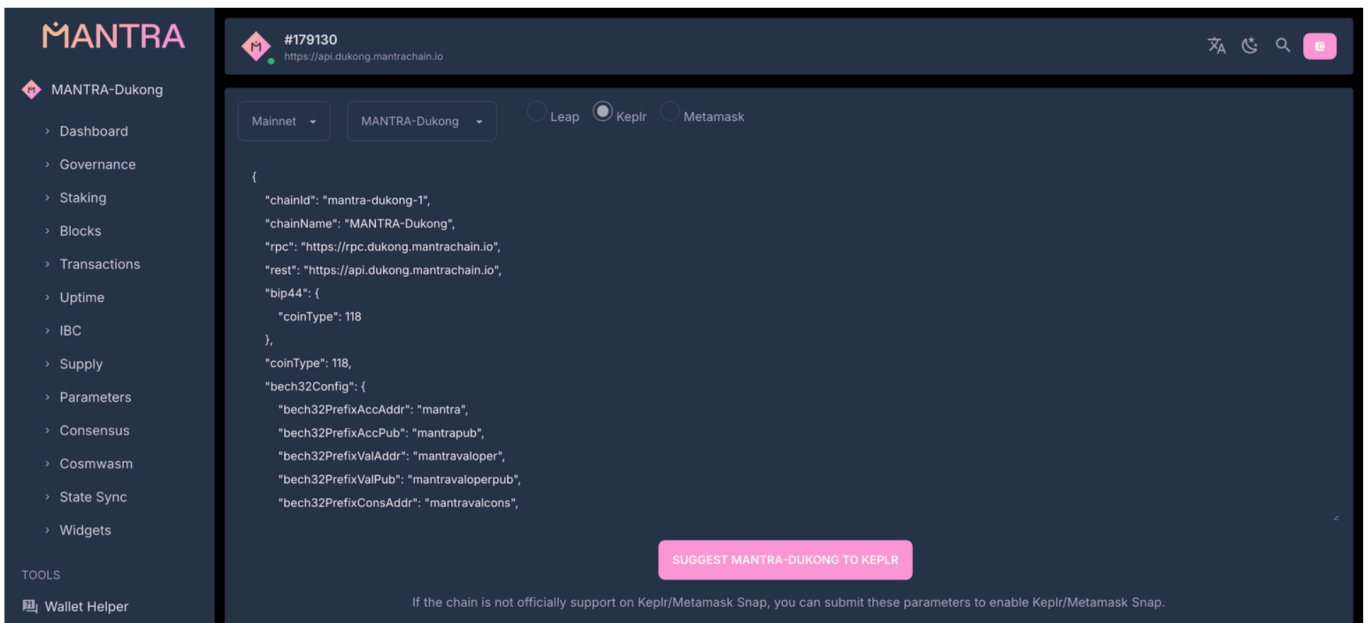 MANTRA
MANTRA-Dukong
Dashboard
Governance
Staking
Blocks
Transactions
Uptime
IBC
Supply
Parameters
Consensus
Cosmwasm
State Sync
Widgets
TOOLS
Wallet Helper
#179130
https://api.dukong.mantrachain.io
Mainnet
MANTRA-Dukong
Leap
Keplr
Metamask
{
"chainId": "mantra-dukong-1",
"chainName": "MANTRA-Dukong",
"rpc": "https://rpc.dukong.mantrachain.io",
"rest": "https://api.dukong.mantrachain.io",
"bip44": {
"coinType": 118
},
"coinType": 118,
"bech32Config": {
"bech32PrefixAccAddr": "mantra",
"bech32PrefixAccPub": "mantrapub",
"bech32PrefixValAddr": "mantravaloper",
"bech32PrefixValPub": "mantravaloperpub",
"bech32PrefixConsAddr": "mantravalcons",
SUGGEST MANTRA-DUKONG TO KEPLR
If the chain is not officially support on Keplr/Metamask Snap, you can submit these parameters to enable Keplr/Metamask Snap.